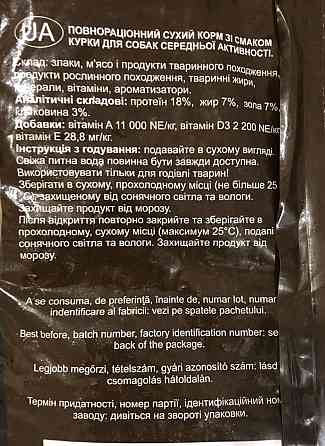 UA ПОВНОРАЦІОННИЙ СУХИЙ КОРМ ЗІ СМАКОМ
КУРКИ ДЛЯ СОБАК СЕРЕДНЬОЇ АКТИВНОСТІ.
Склад: злаки, м'ясо і продукти тваринного походження,
продукти рослинного походження, тваринні жири,
мінерали, вітаміни, ароматизатори.
Аналітичні складові: протеїн 18%, жир 7%, зола 7%,
клітковина 3%.
Добавки: вітамін А 11 000 NE/кг, вітамін D3 2 200 NE/кг
вітамін Е 28,8 мг/кг.
Інструкція з годування: подавайте в сухому вигляді.
Свіжа питна вода повинна бути завжди доступна.
Використовувати тільки для годівлі тварин!
Зберігати в сухому, прохолодному місці (не більше 25
°C), захищеному від сонячного світла та вологи.
Захищайте продукт від морозу.
Після відкриття повторно закрийте та зберігайте в
прохолодному, сухому місці (максимум 25°C), подалі
сонячного світла та вологи. Захищайте продукт від
морозу.
A se consuma, de preferință, înainte de, numar lot, numar
indentificare al fabricii: vezi pe spatele pachetului.
Best before, batch number, factory identification number: se
back of the package.
Legjobb megőrzi, tételszám, gyári azonosító szám: lásd
csomagolás hátoldalán.
Термін придатності, номер партії, ідентифікаційний ном
заводу: дивіться на звороті упаковки.